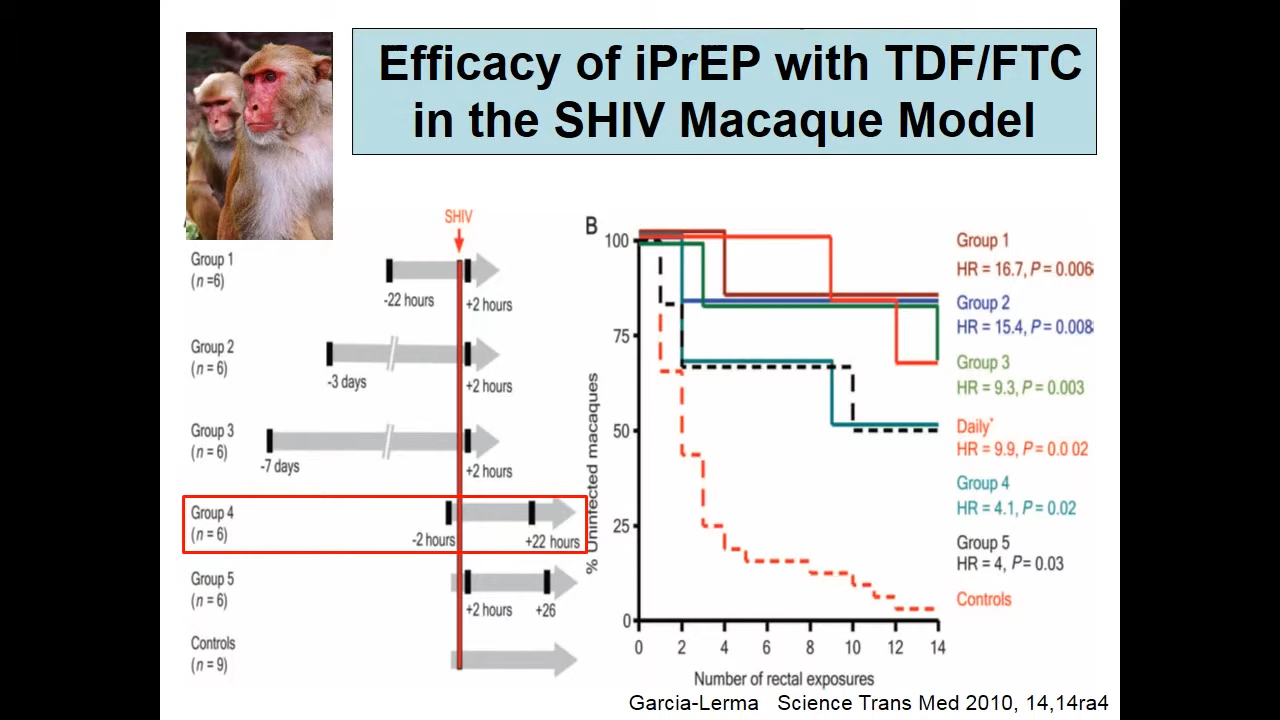 Efficacy of iPrEP with TDF/FTC
in the SHIV Macaque Model
SHIV
Group 1
(n =6)
-22 hours
+2 hours
Group 2
(n = 6)
-3 days
+2 hours
Group 3
(n = 6)
-7 days
+2 hours
Group 4
(n = 6)
-2 hours
+22 hours
Group 5
(n = 6)
+2 hours
+26
Controls
(n = 9)
B
% Uninfected macaques
100
75
50
25
0
0 2 4 6 8 10 12 14
Number of rectal exposures
Group 1
HR = 16.7, P = 0.006
Group 2
HR = 15.4, P = 0.008
Group 3
HR = 9.3, P = 0.003
Daily*
HR = 9.9, P = 0.0 02
Group 4
HR = 4.1, P = 0.02
Group 5
HR = 4, P = 0.03
Controls
Garcia-Lerma Science Trans Med 2010, 14,14ra4